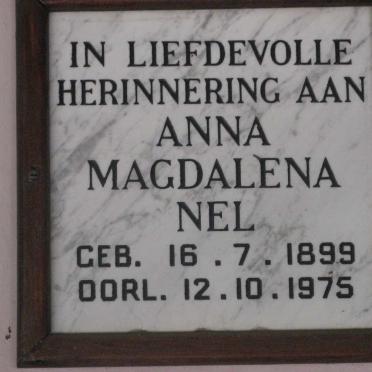 IN LIEFDEVOLLE
HERINNERING AAN
ANNA
MAGDALENA
NEL
GEB. 16 . 7 . 1899
OORL. 12 . 10 . 1975